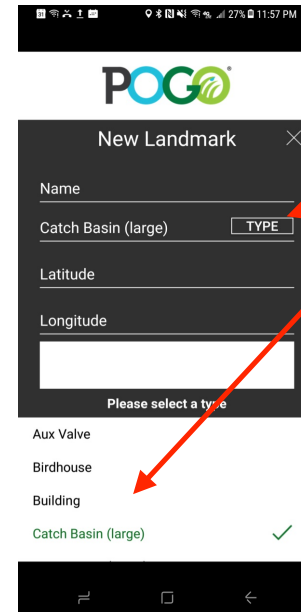 31 27% 11:57 PM
POGO
New Landmark
Name
Catch Basin (large) TYPE
Latitude
Longitude
Please select a type
Aux Valve
Birdhouse
Building
Catch Basin (large)